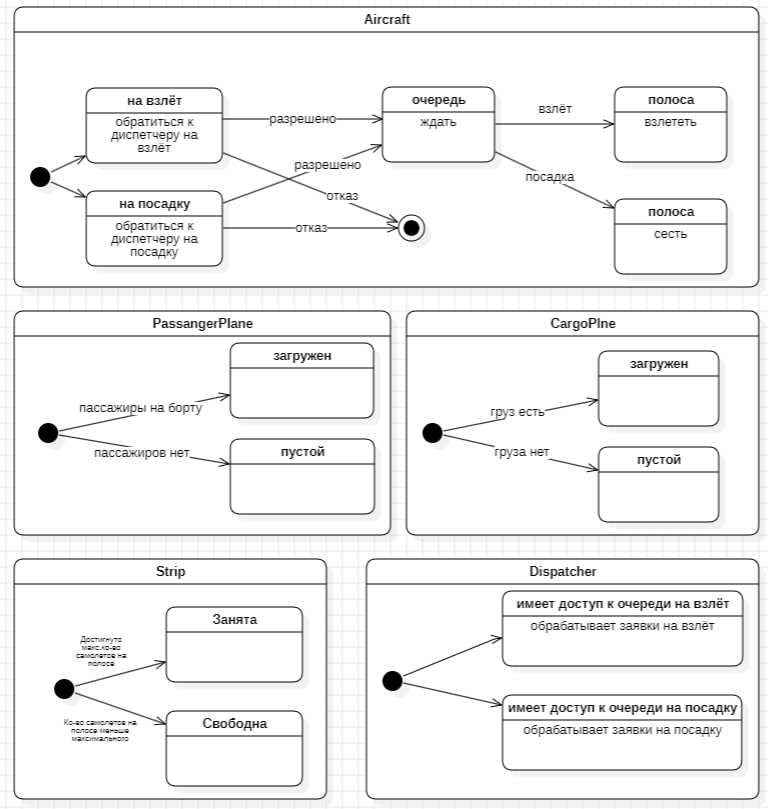 Aircraft
на взлёт
обратиться к
диспетчеру на
взлёт
на посадку
обратиться к
диспетчеру на
посадку
разрешено
разрешено
отказ
отказ
очередь
ждать
взлёт
посадка
полоса
взлететь
полоса
сесть
PassangerPlane
пассажиры на борту
пассажиров нет
загружен
пустой
CargoPlne
груз есть
груза нет
загружен
пустой
Strip
Достигнуто
макс.ко-во
самолетов на
полосе
Ко-во самолетов на
полосе меньше
максимального
Занята
Свободна
Dispatcher
имеет доступ к очереди на взлёт
обрабатывает заявки на взлёт
имеет доступ к очереди на посадку
обрабатывает заявки на посадку